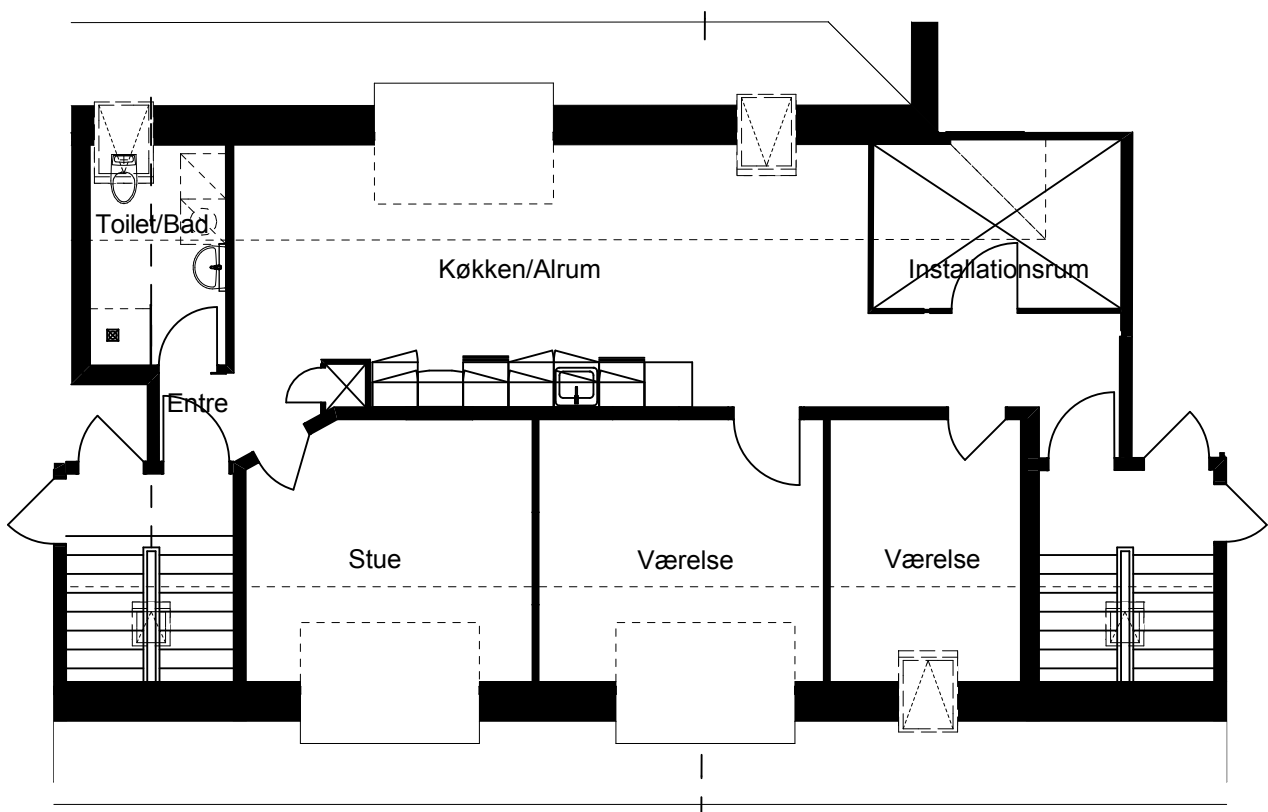 Toilet/Bad
Køkken/Alrum
Installationsrum
Entre
Stue
Værelse
Værelse